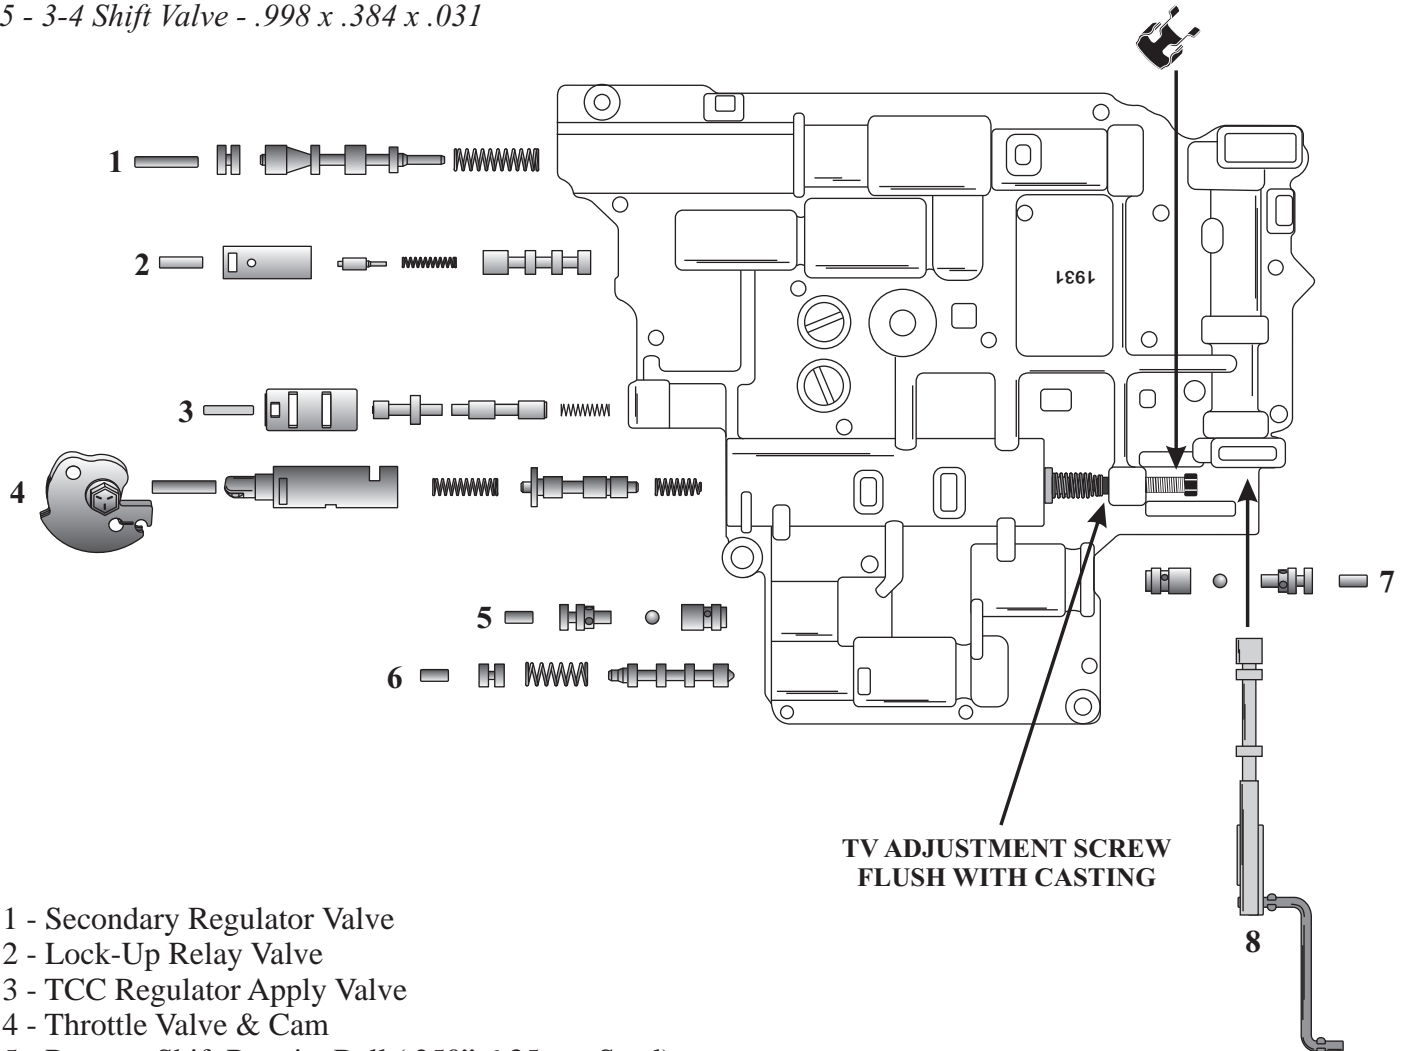 5 - 3-4 Shift Valve - .998 x .384 x .031
1
2
3
4
5
6
7
8
1931
TV ADJUSTMENT SCREW
FLUSH WITH CASTING
1 - Secondary Regulator Valve
2 - Lock-Up Relay Valve
3 - TCC Regulator Apply Valve
4 - Throttle Valve & Cam